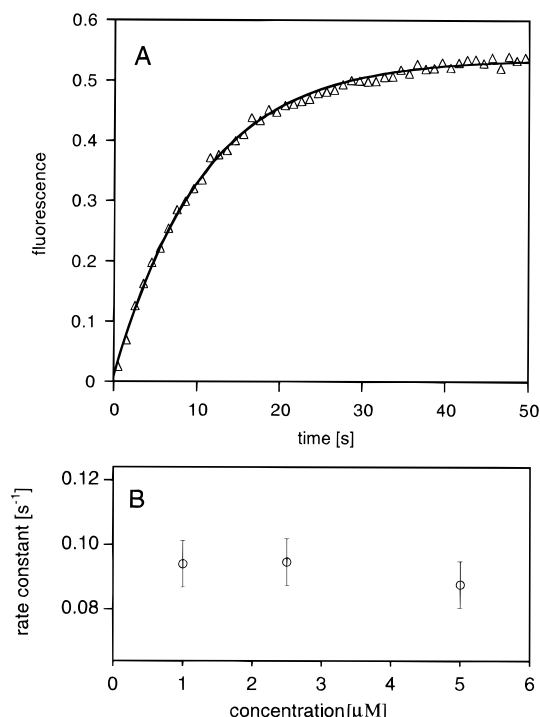 0.6
A
0.5
0.4
0.3
0.2
0.1
0
fluorescence
0 10 20 30 40 50
time [s]
0.12
B
0.10
0.08
rate constant [s⁻¹]
0 1 2 3 4 5 6
concentration[µM]